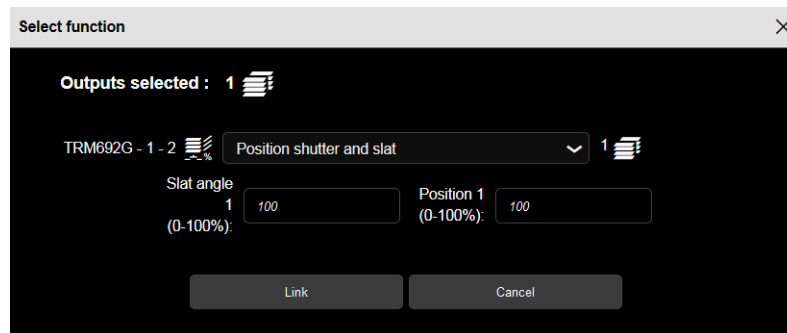 Select function
Outputs selected : 1
TRM692G - 1 - 2 % Position shutter and slat 1
Slat angle
1
(0-100%):
100
Position 1
(0-100%):
100
Link Cancel